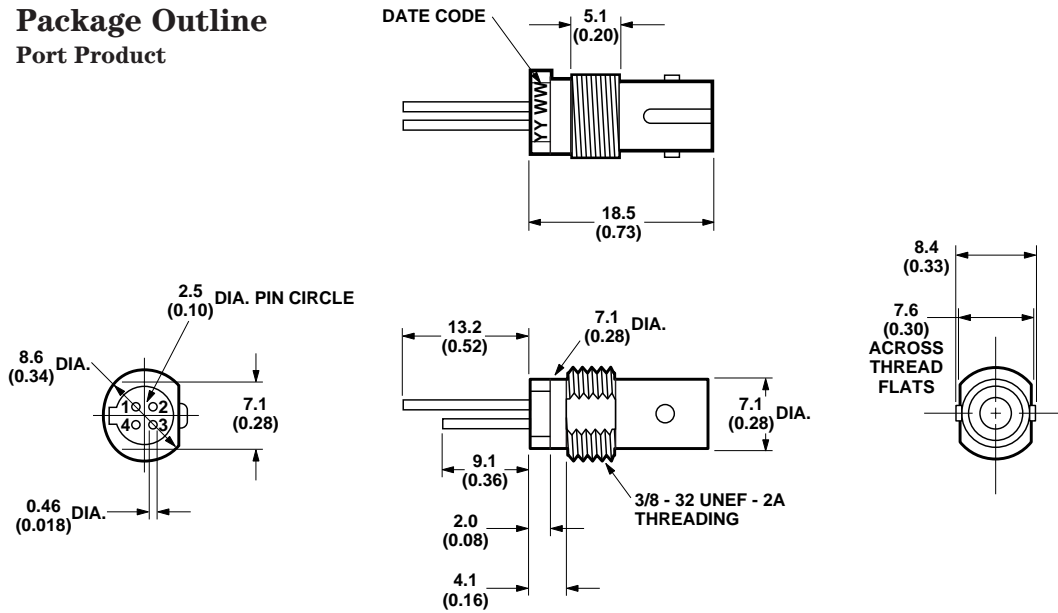 Package Outline
Port Product
DATE CODE
5.1
(0.20)
YY WW
18.5
(0.73)
8.4
(0.33)
7.6
(0.30)
ACROSS
THREAD
FLATS
2.5
(0.10) DIA. PIN CIRCLE
8.6
(0.34) DIA.
1 2
4 3
7.1
(0.28)
0.46
(0.018) DIA.
13.2
(0.52)
7.1
(0.28) DIA.
7.1
(0.28) DIA.
9.1
(0.36)
3/8 - 32 UNEF - 2A
THREADING
2.0
(0.08)
4.1
(0.16)